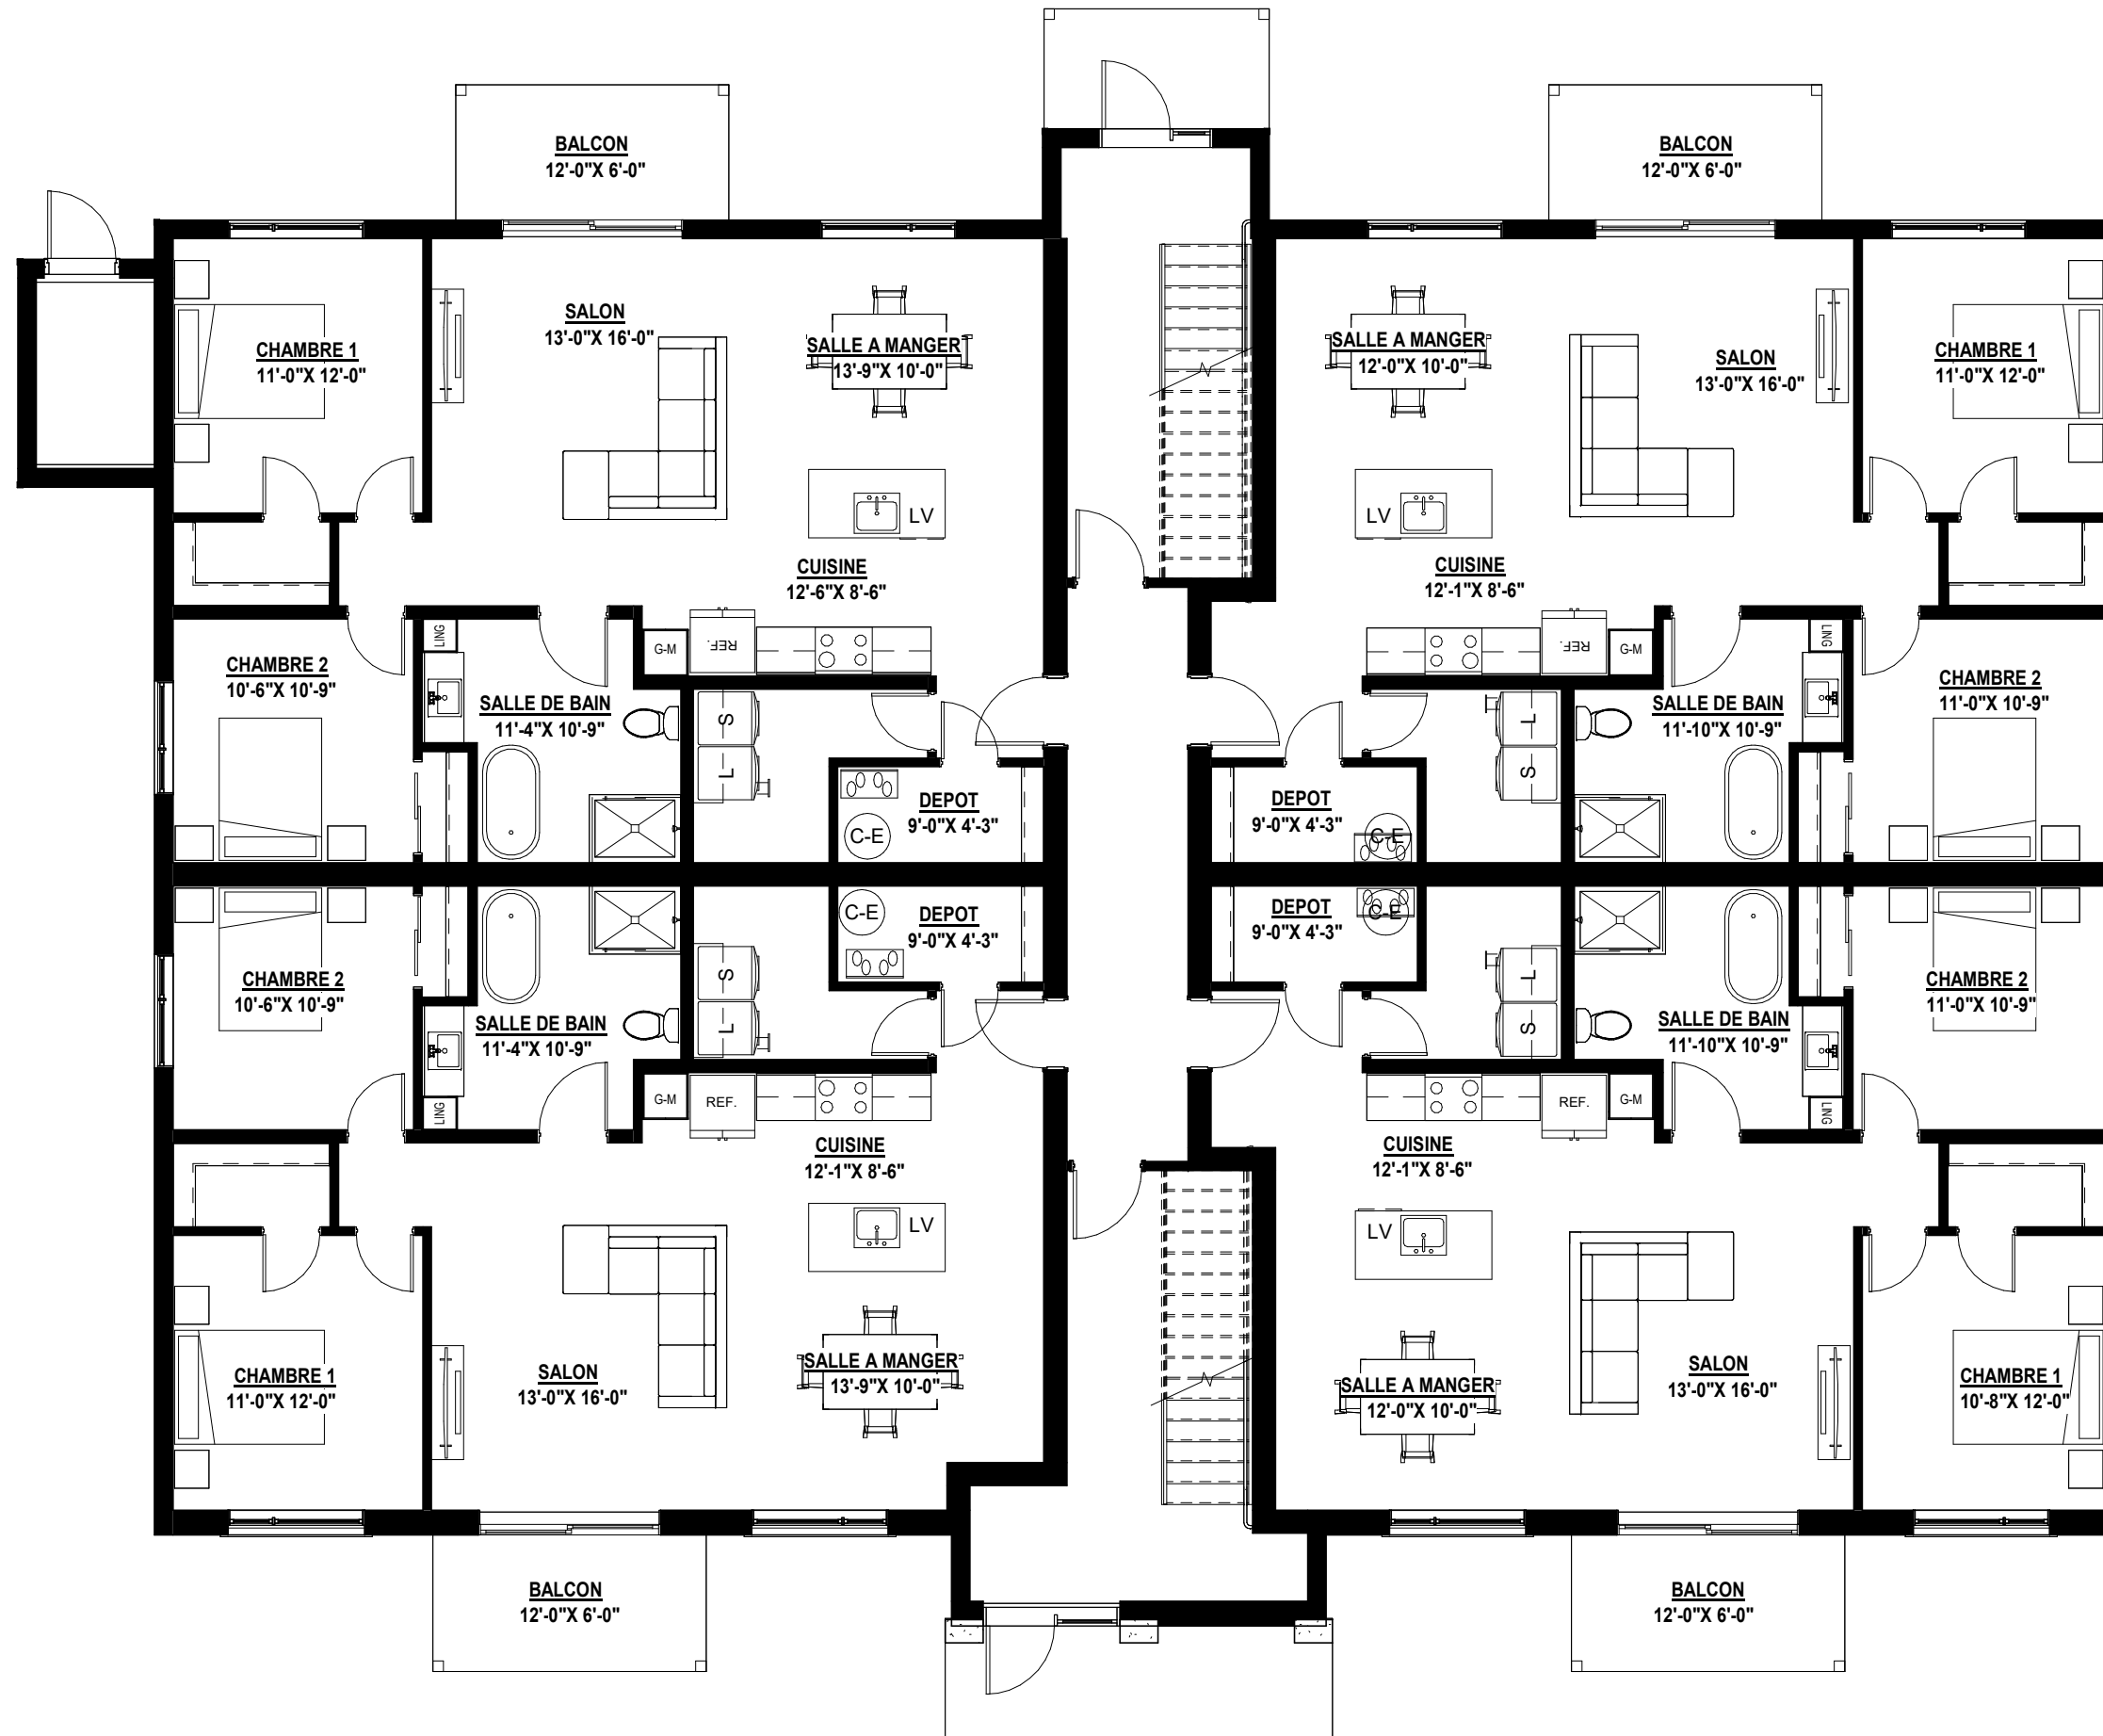 BALCON
12'-0"X 6'-0"
BALCON
12'-0"X 6'-0"
SALON
13'-0"X 16'-0"
CHAMBRE 1
11'-0"X 12'-0"
SALLE A MANGER
13'-9"X 10'-0"
SALLE A MANGER
12'-0"X 10'-0"
SALON
13'-0"X 16'-0"
CHAMBRE 1
11'-0"X 12'-0"
N
LV
LV
CUISINE
12'-6"X 8'-6"
CUISINE
12'-1"X 8'-6"
LING
G-M
REF.
REF.
G-M
LING
CHAMBRE 2
10'-6"X 10'-9"
SALLE DE BAIN
11'-4"X 10'-9"
S
L
SALLE DE BAIN
11'-10"X 10'-9"
L
S
CHAMBRE 2
11'-0"X 10'-9"
DEPOT
9'-0"X 4'-3"
C-E
DEPOT
9'-0"X 4'-3"
C-E
C-E
DEPOT
9'-0"X 4'-3"
DEPOT
9'-0"X 4'-3"
C-E
CHAMBRE 2
10'-6"X 10'-9"
SALLE DE BAIN
11'-4"X 10'-9"
S
L
L
S
SALLE DE BAIN
11'-10"X 10'-9"
CHAMBRE 2
11'-0"X 10'-9"
LING
G-M
REF.
REF.
G-M
LING
CUISINE
12'-1"X 8'-6"
CUISINE
12'-1"X 8'-6"
LV
LV
CHAMBRE 1
11'-0"X 12'-0"
SALON
13'-0"X 16'-0"
SALLE A MANGER
13'-9"X 10'-0"
N
SALLE A MANGER
12'-0"X 10'-0"
SALON
13'-0"X 16'-0"
CHAMBRE 1
10'-8"X 12'-0"
BALCON
12'-0"X 6'-0"
BALCON
12'-0"X 6'-0"